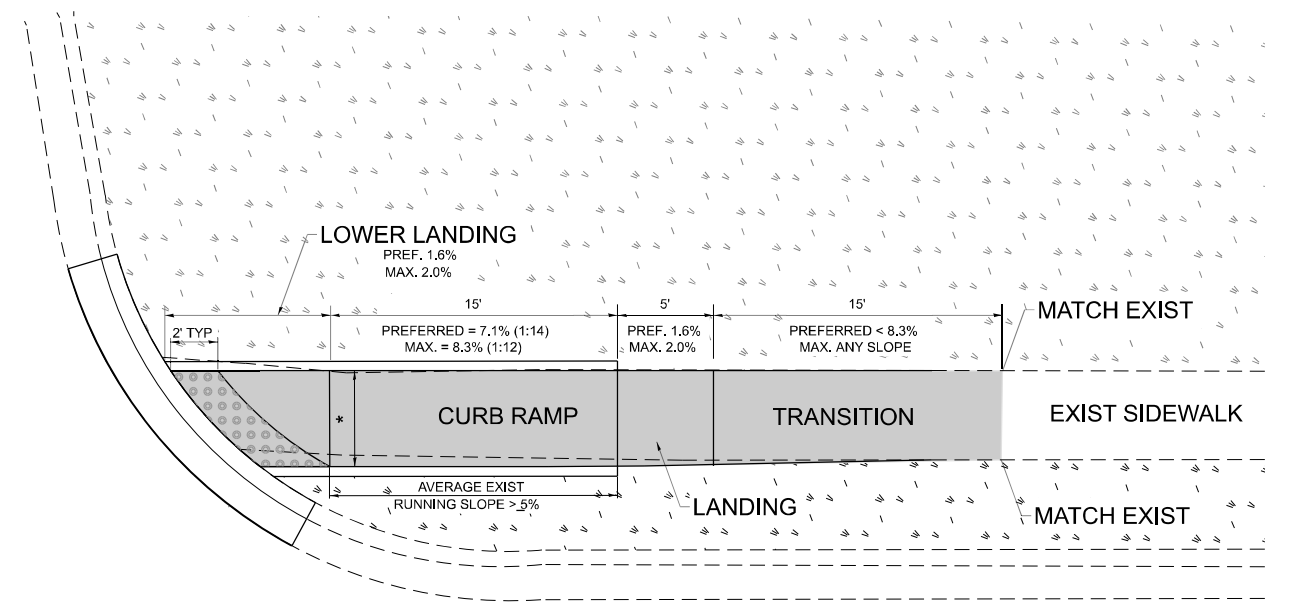 LOWER LANDING
PREF. 1.6%
MAX. 2.0%
15'
5'
15'
MATCH EXIST
2' TYP
PREFERRED = 7.1% (1:14)
MAX. = 8.3% (1:12)
PREF. 1.6%
MAX. 2.0%
PREFERRED < 8.3%
MAX. ANY SLOPE
*
CURB RAMP
TRANSITION
EXIST SIDEWALK
AVERAGE EXIST
RUNNING SLOPE > 5%
LANDING
MATCH EXIST